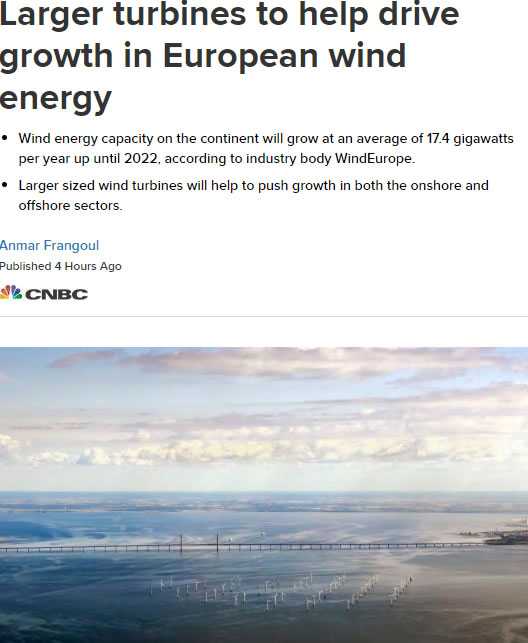 Larger turbines to help drive
growth in European wind
energy
Wind energy capacity on the continent will grow at an average of 17.4 gigawatts
per year up until 2022, according to industry body WindEurope.
Larger sized wind turbines will help to push growth in both the onshore and
offshore sectors.
Anmar Frangoul
Published 4 Hours Ago
CNBC